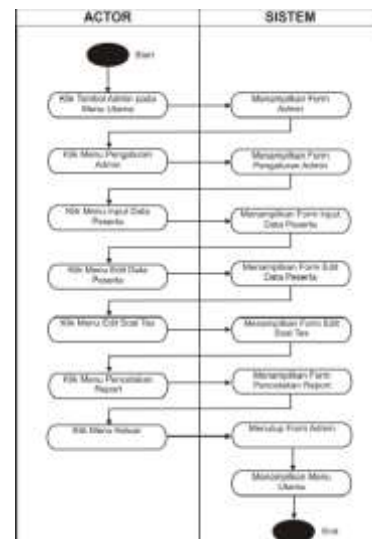 ACTOR
SISTEM
Start
Klik Tombol Admin pada
Menu Utama
Menampilkan Form
Admin
Klik Menu Pengaturan
Admin
Menampilkan Form
Pengaturan Admin
Klik Menu Input Data
Peserta
Menampilkan Form Input
Data Peserta
Klik Menu Edit Data
Peserta
Menampilkan Form Edit
Data Peserta
Klik Menu Edit Soal Tes
Menampilkan Form Edit
Soal Tes
Klik Menu Pencetakan
Report
Menampilkan Form
Pencetakan Report
Klik Menu Keluar
Menutup Form Admin
Menampilkan Menu
Utama
End